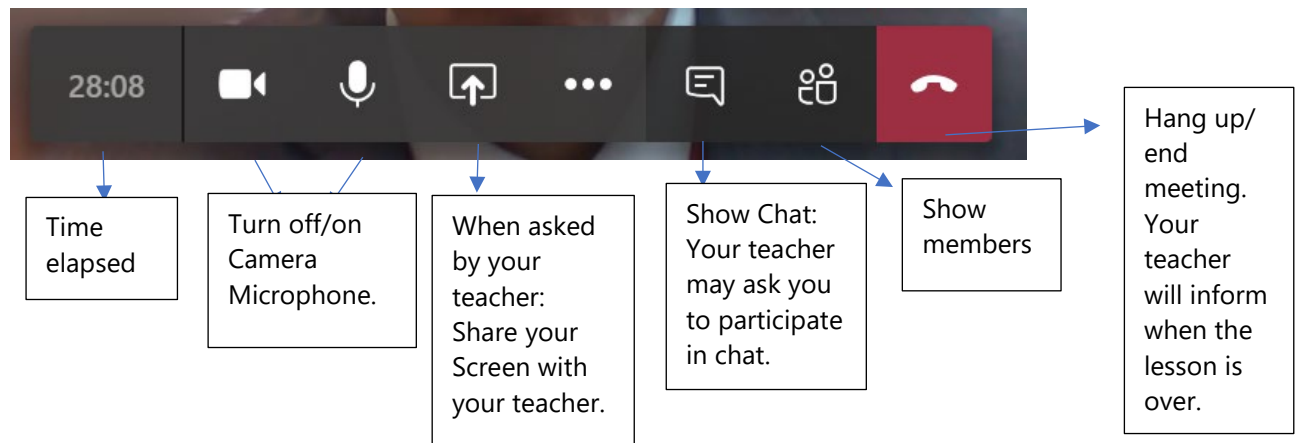 28:08
Time
elapsed
Turn off/on
Camera
Microphone.
When asked
by your
teacher:
Share your
Screen with
your teacher.
Show Chat:
Your teacher
may ask you
to participate
in chat.
Show
members
Hang up/
end
meeting.
Your
teacher
will inform
when the
lesson is
over.